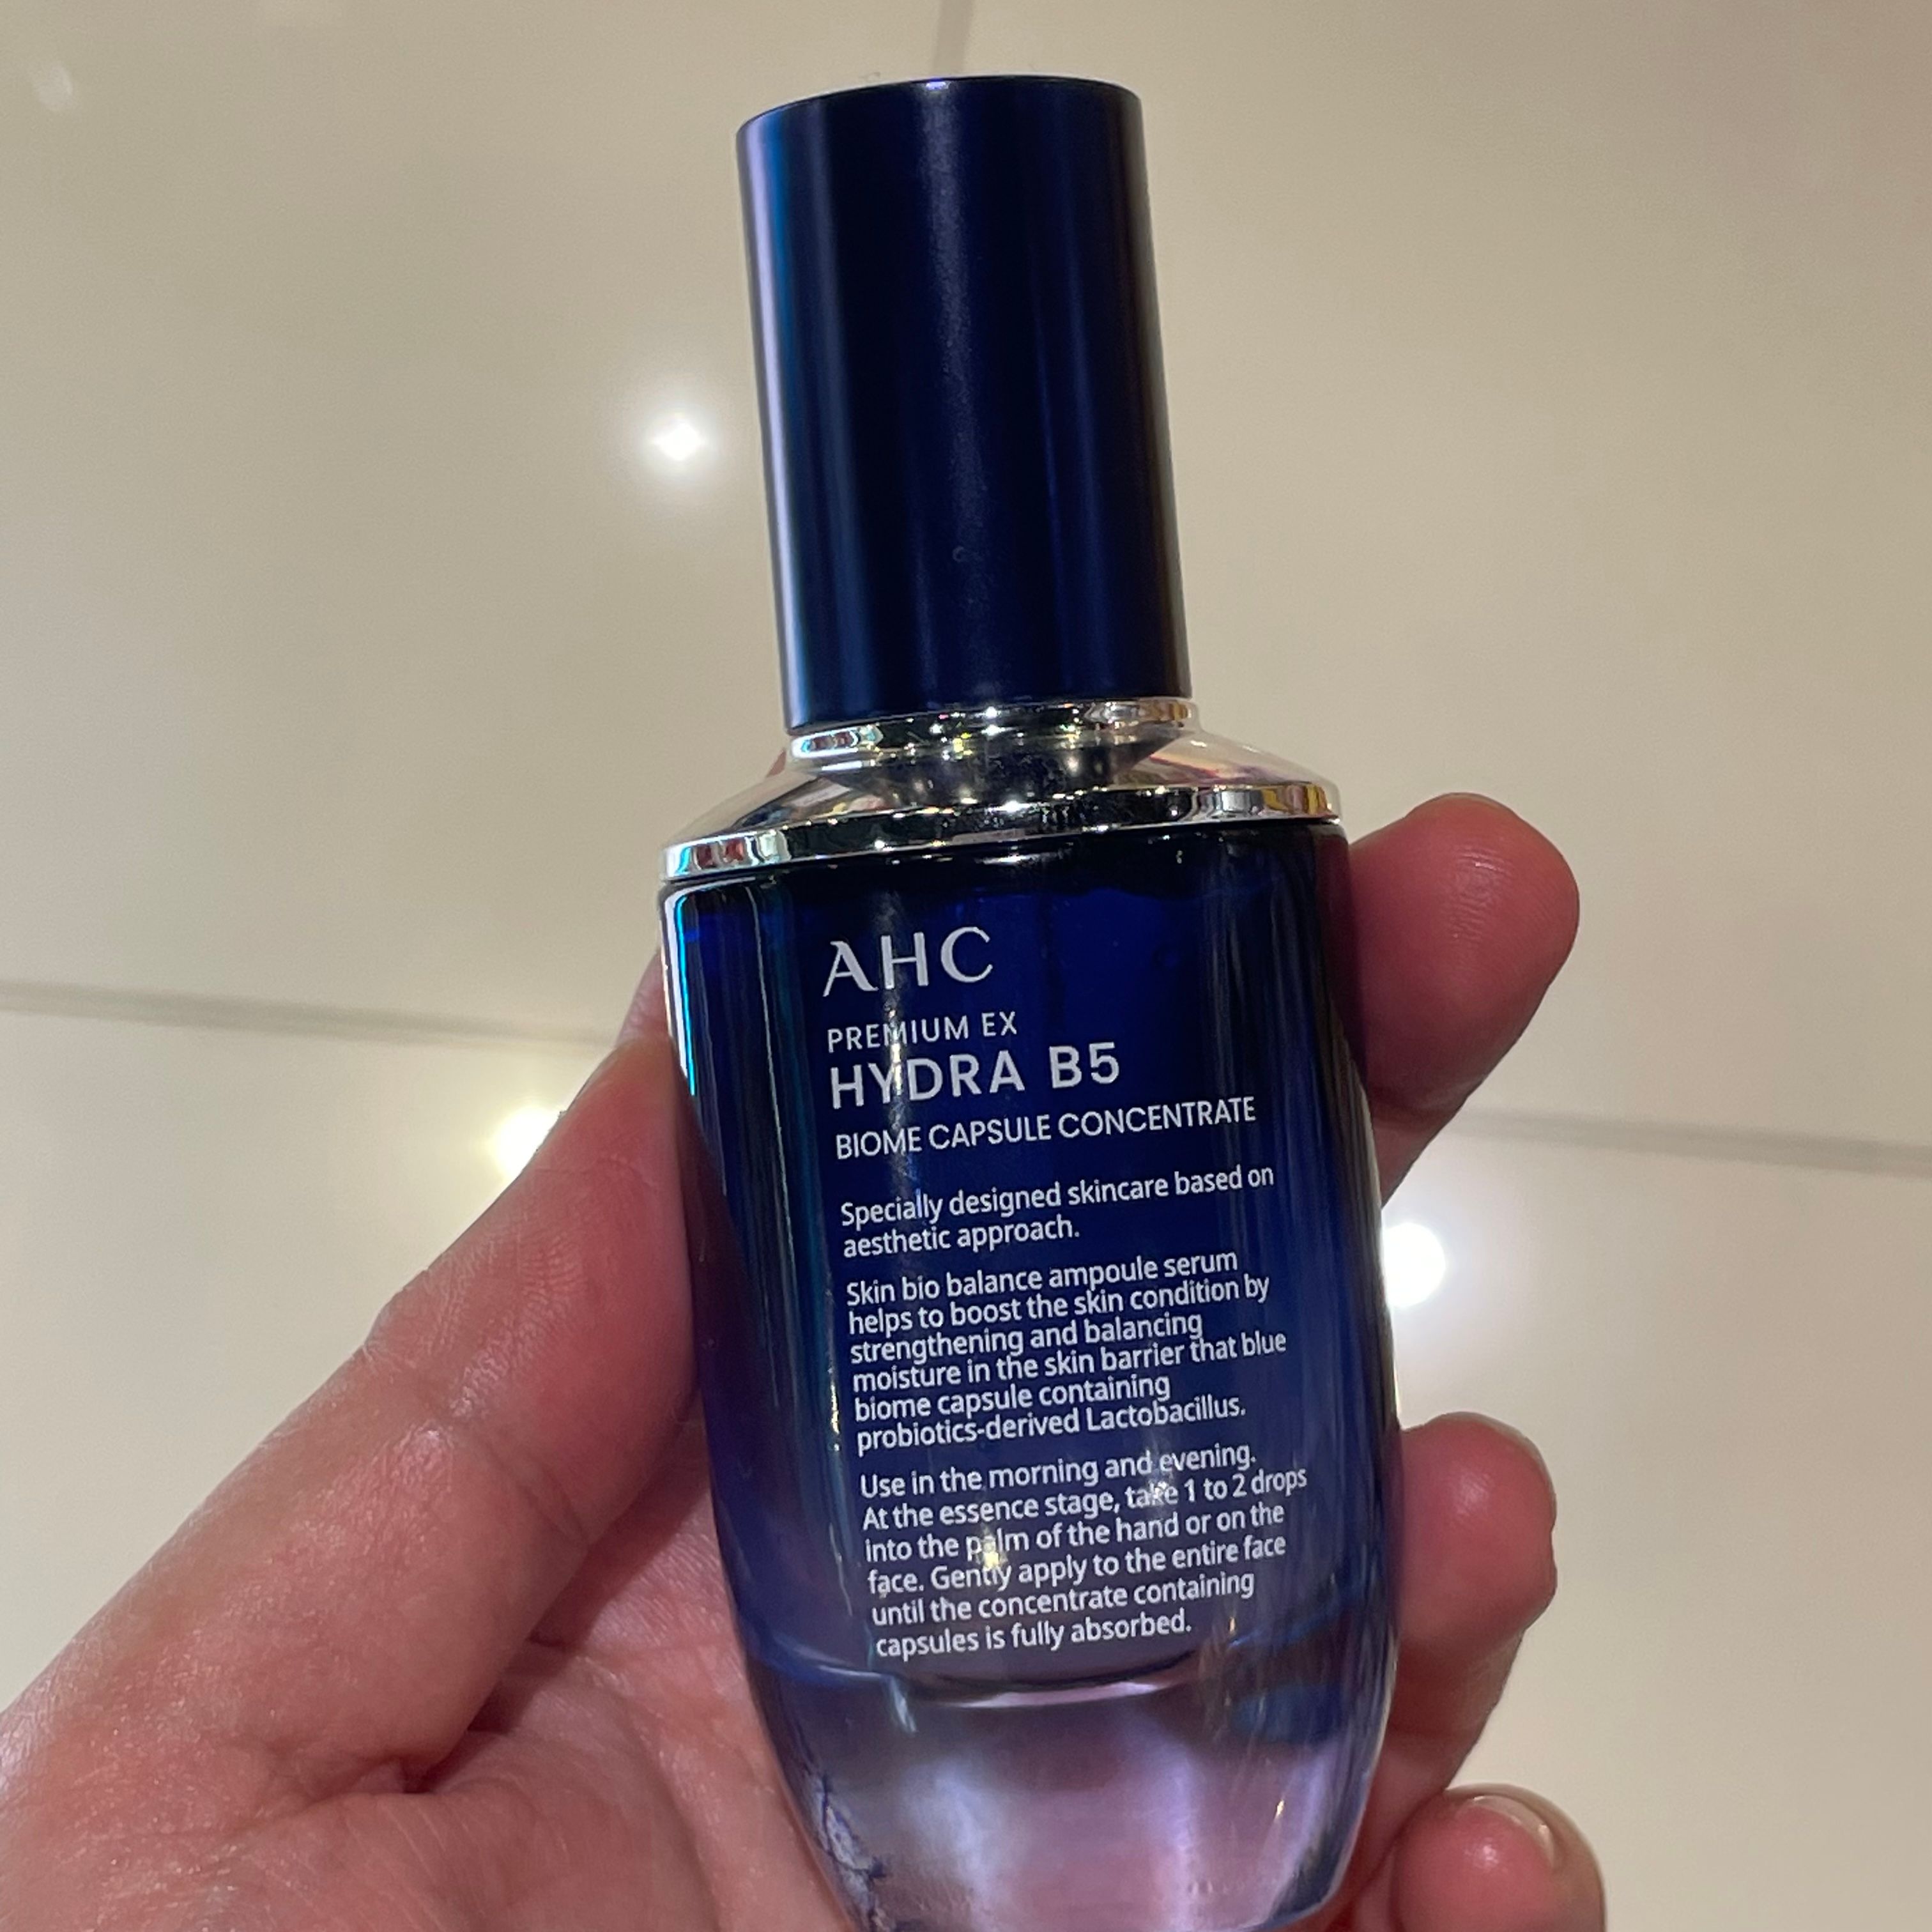 AHC
PREMIUM EX
HYDRA B5
BIOME CAPSULE CONCENTRATE
Specially designed skincare based on
aesthetic approach.
Skin bio balance ampoule serum
helps to boost the skin condition by
strengthening and balancing
moisture in the skin barrier that blue
biome capsule containing
probiotics-derived Lactobacillus.
Use in the morning and evening.
At the essence stage, take 1 to 2 drops
into the palm of the hand or on the
face. Gently apply to the entire face
until the concentrate containing
capsules is fully absorbed.